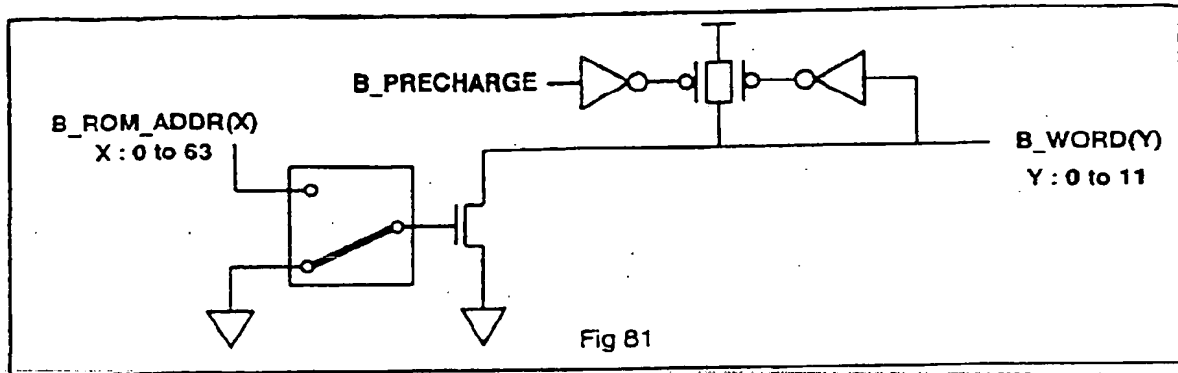 B_PRECHARGE
B_ROM_ADDR(X)
X : 0 to 63
B_WORD(Y)
Y : 0 to 11
Fig 81